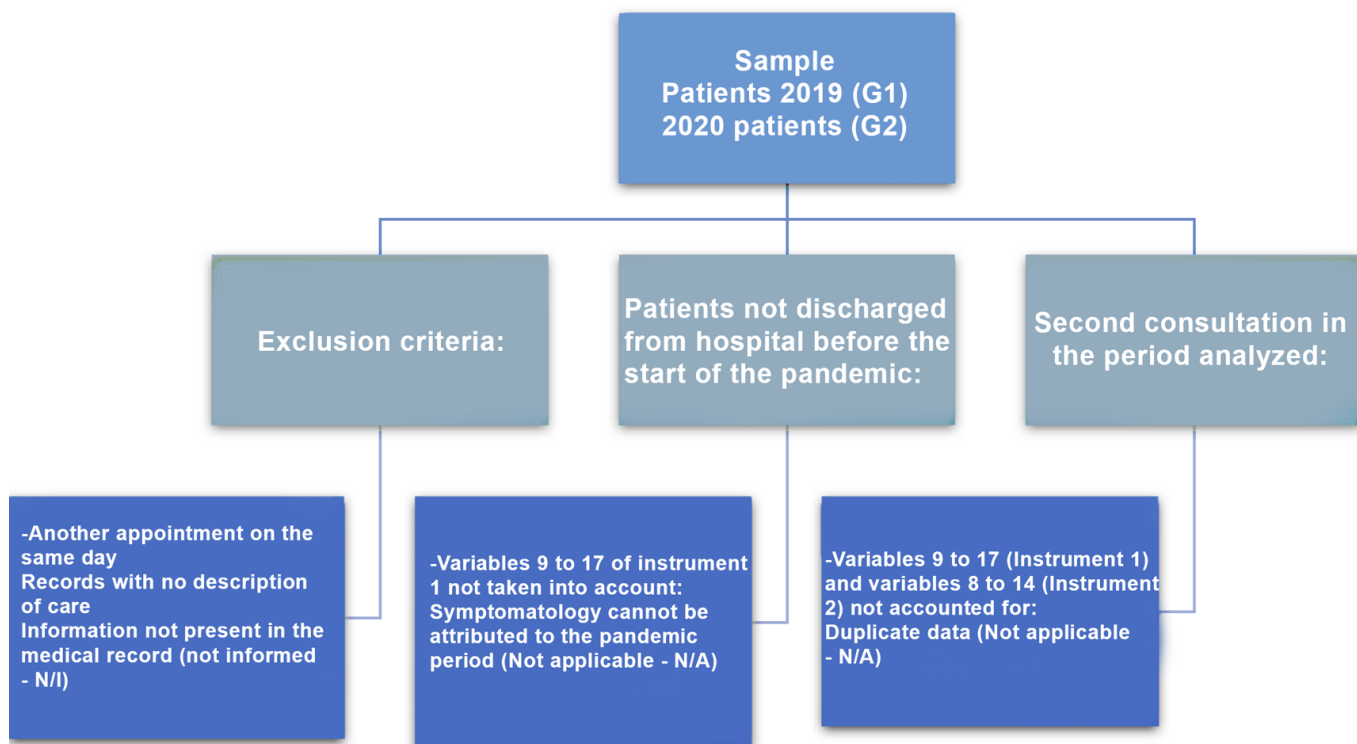 Sample
Patients 2019 (G1)
2020 patients (G2)
Exclusion criteria:
Patients not discharged
from hospital before the
start of the pandemic:
Second consultation in
the period analyzed:
-Another appointment on the
same day
Records with no description
of care
Information not present in the
medical record (not informed
- N/I)
-Variables 9 to 17 of instrument
1 not taken into account:
Symptomatology cannot be
attributed to the pandemic
period (Not applicable - N/A)
-Variables 9 to 17 (Instrument 1)
and variables 8 to 14 (Instrument
2) not accounted for:
Duplicate data (Not applicable
- N/A)